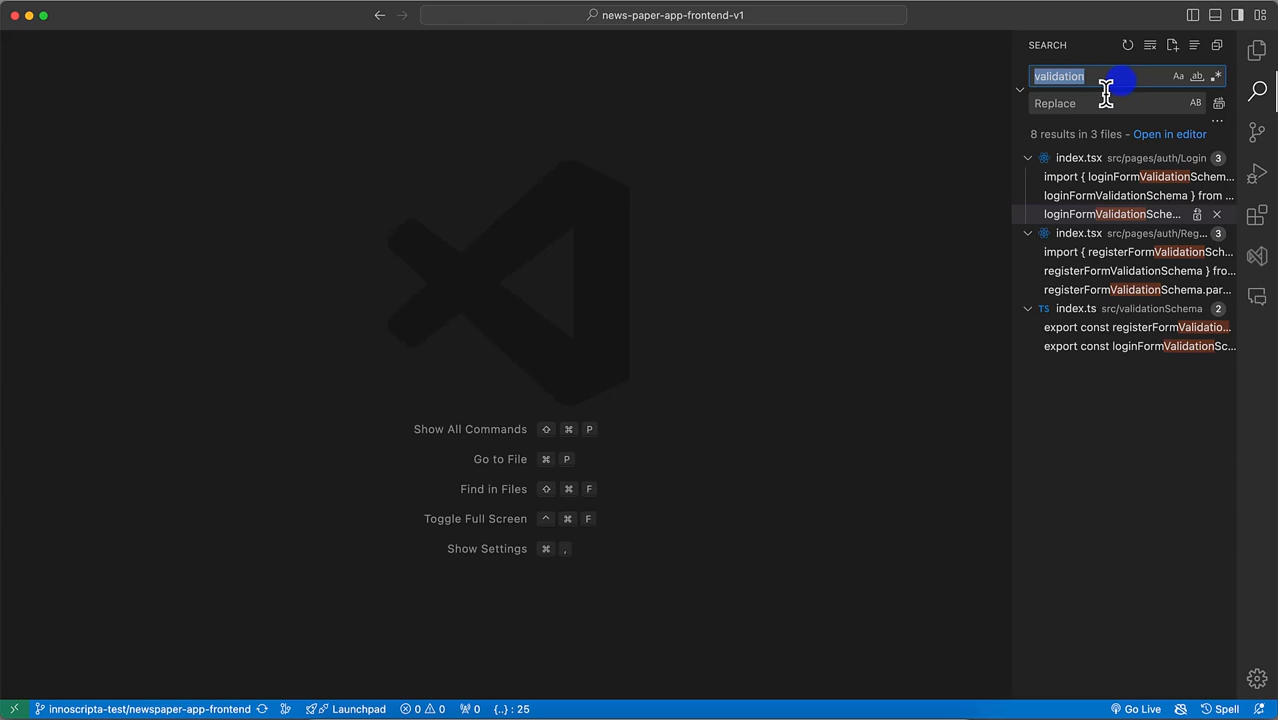 news-paper-app-frontend-v1
SEARCH
validation
Aa ab .*
Replace
AB
...
8 results in 3 files - Open in editor
index.tsx src/pages/auth/Login 3
import { loginFormValidationSchem...
loginFormValidationSchema } from ...
loginFormValidationSche...
index.tsx src/pages/auth/Reg... 3
import { registerFormValidationSch...
registerFormValidationSchema } fro...
registerFormValidationSchema.par...
TS index.ts src/validationSchema 2
export const registerFormValidatio...
export const loginFormValidationSc...
Show All Commands ⇧ ⌘ P
Go to File ⌘ P
Find in Files ⇧ ⌘ F
Toggle Full Screen ^ ⌘ F
Show Settings ⌘ ,
innoscripta-test/newspaper-app-frontend Launchpad 0 0 0 {..} : 25 Go Live Spell